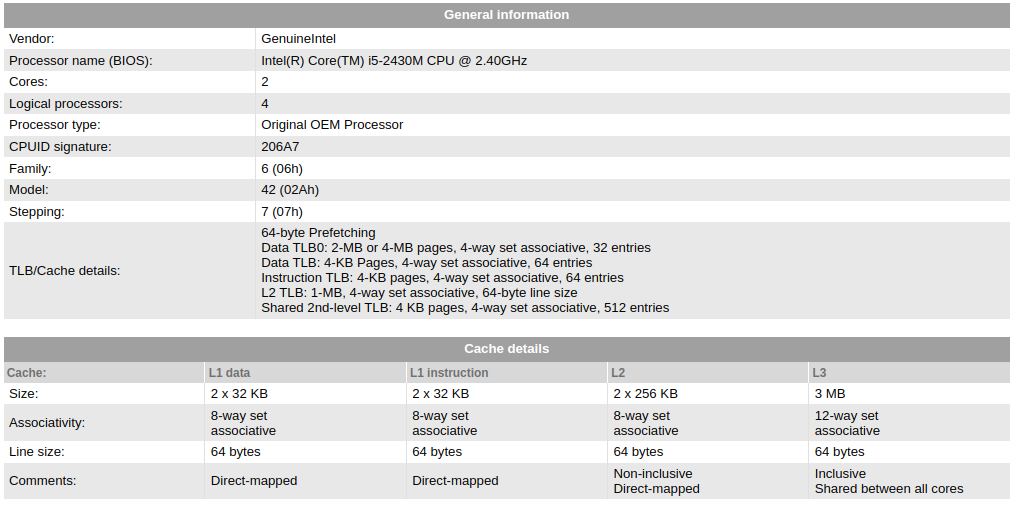 General information
Vendor: GenuineIntel
Processor name (BIOS): Intel(R) Core(TM) i5-2430M CPU @ 2.40GHz
Cores: 2
Logical processors: 4
Processor type: Original OEM Processor
CPUID signature: 206A7
Family: 6 (06h)
Model: 42 (02Ah)
Stepping: 7 (07h)
TLB/Cache details:
64-byte Prefetching
Data TLB0: 2-MB or 4-MB pages, 4-way set associative, 32 entries
Data TLB: 4-KB Pages, 4-way set associative, 64 entries
Instruction TLB: 4-KB pages, 4-way set associative, 64 entries
L2 TLB: 1-MB, 4-way set associative, 64-byte line size
Shared 2nd-level TLB: 4 KB pages, 4-way set associative, 512 entries
Cache details
Cache: L1 data L1 instruction L2 L3
Size: 2 x 32 KB 2 x 32 KB 2 x 256 KB 3 MB
Associativity: 8-way set associative 8-way set associative 8-way set associative 12-way set associative
Line size: 64 bytes 64 bytes 64 bytes 64 bytes
Comments: Direct-mapped Direct-mapped Non-inclusive Direct-mapped Inclusive Shared between all cores